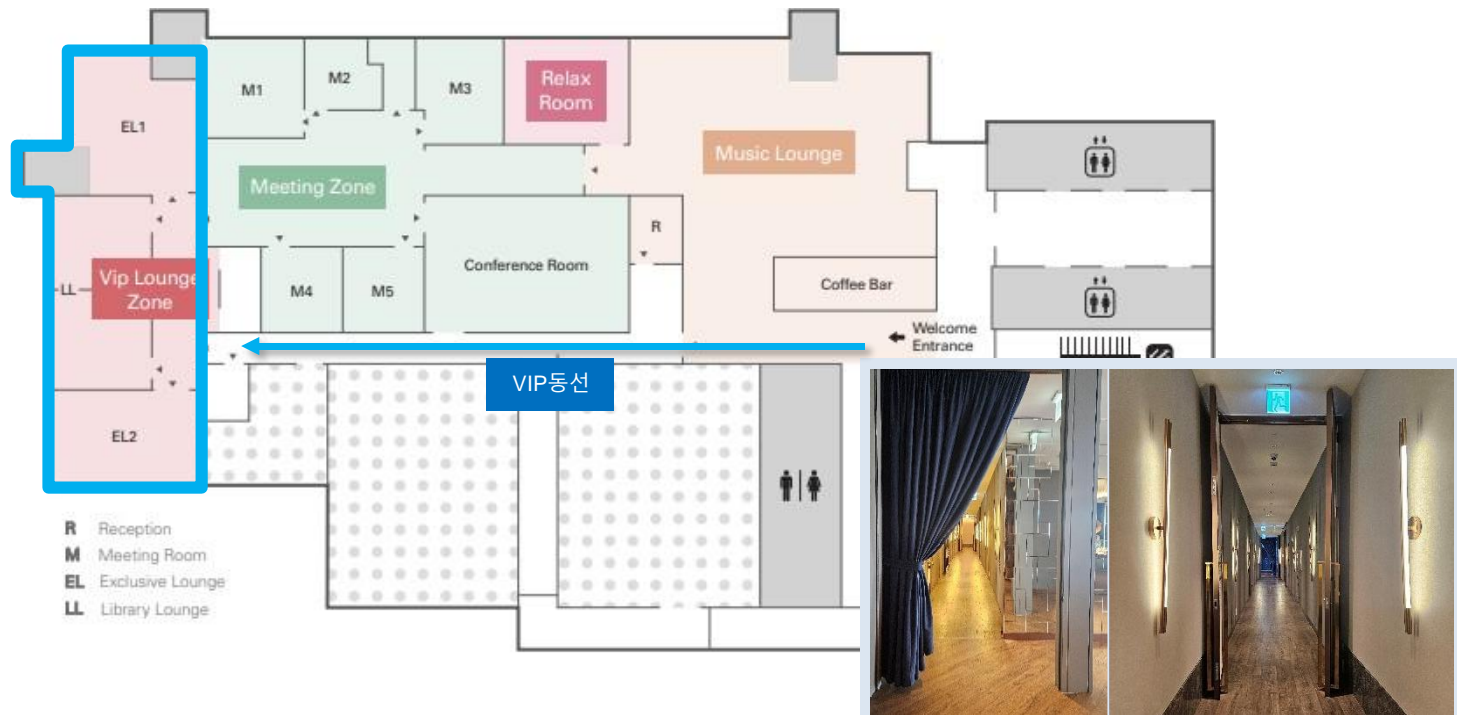 M1
M2
M3
Relax
Room
EL1
Music Lounge
Meeting Zone
R
Conference Room
Vip Lounge
Zone
LL
M4
M5
Coffee Bar
Welcome
Entrance
VIP동선
EL2
R Reception
M Meeting Room
EL Exclusive Lounge
LL Library Lounge